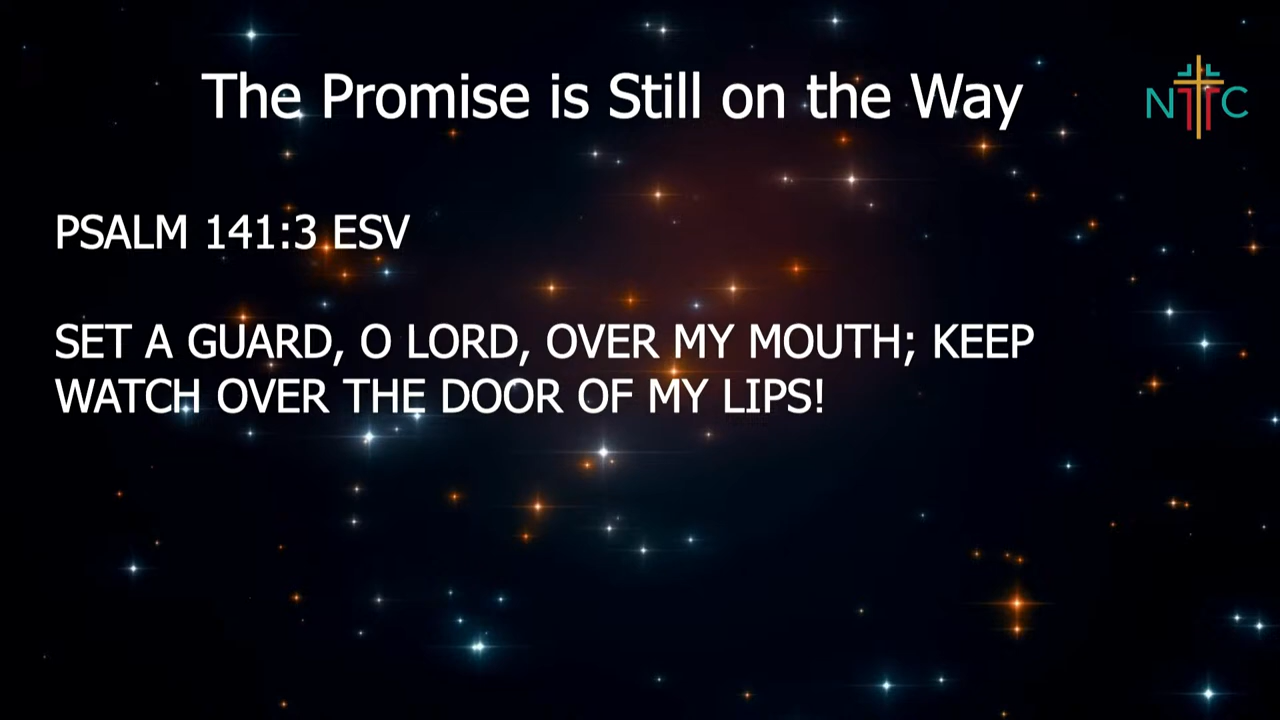 The Promise is Still on the Way
NTTC
PSALM 141:3 ESV
SET A GUARD, O LORD, OVER MY MOUTH; KEEP
WATCH OVER THE DOOR OF MY LIPS!